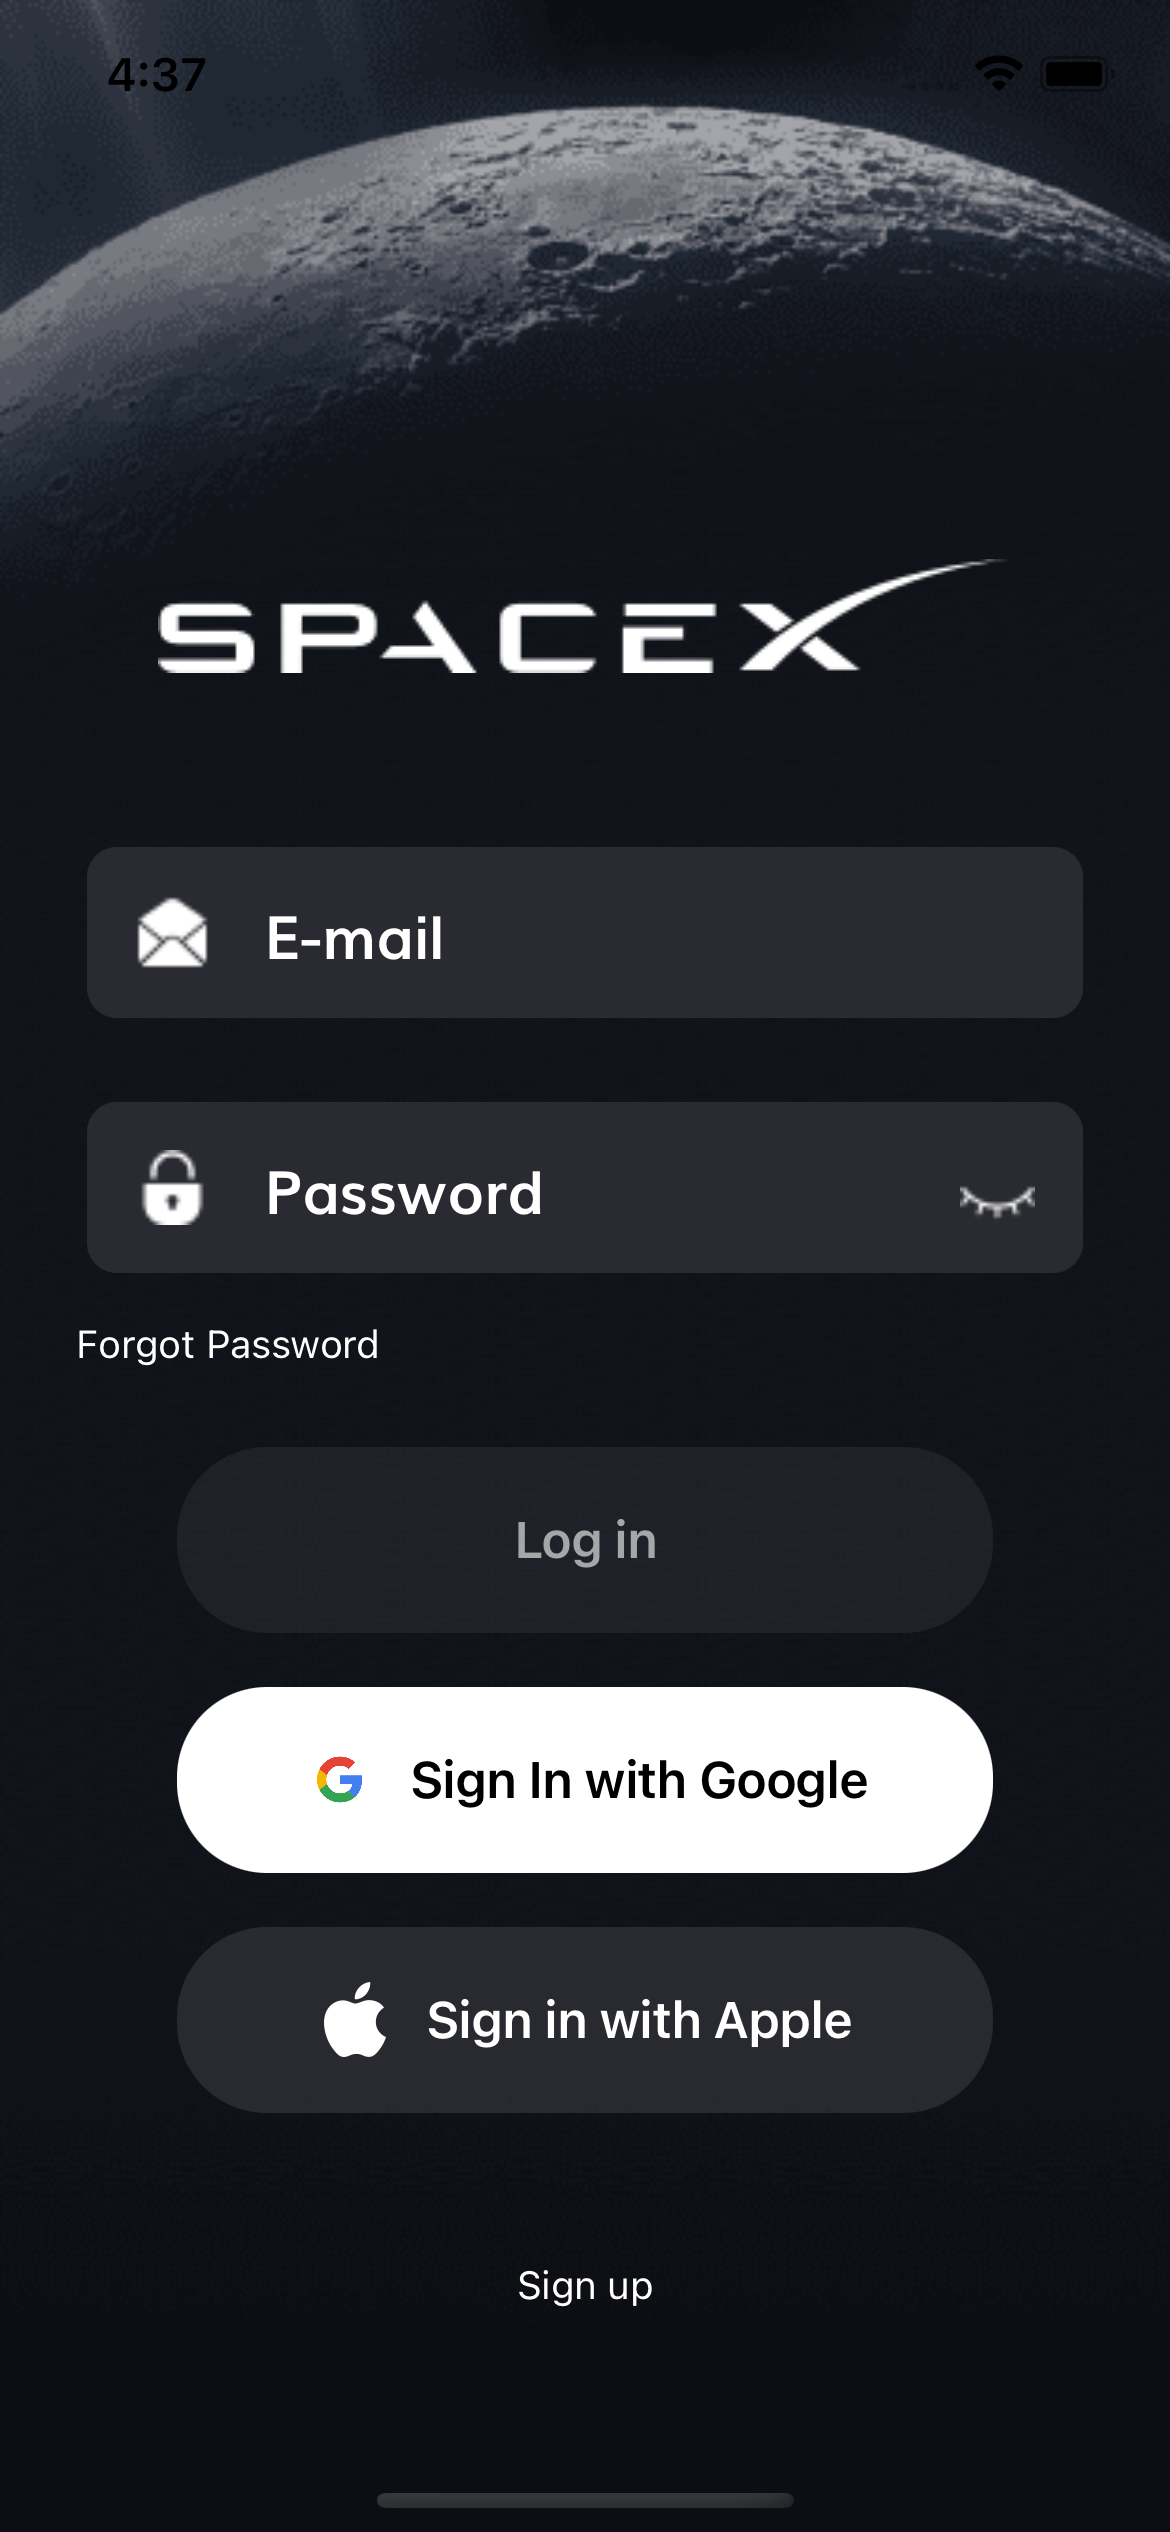 4:37
SPACEX
E-mail
Password
Forgot Password
Log in
Sign In with Google
Sign in with Apple
Sign up